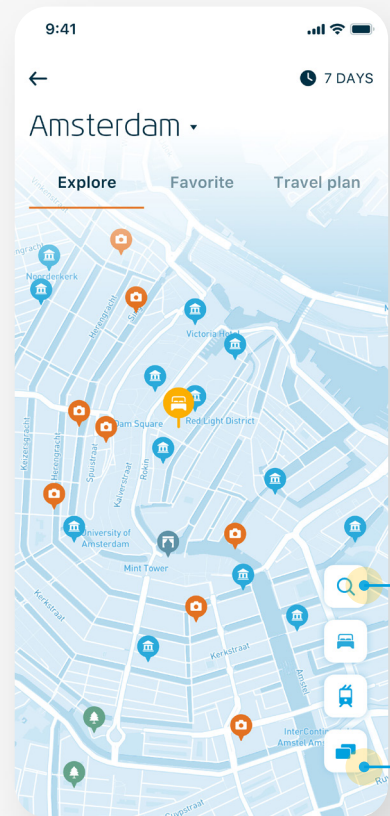 9:41
7 DAYS
Amsterdam
Explore Favorite Travel plan
Noorderkerk
Herengracht
Victoria Hotel
Dam Square
Red Light District
Keizersgracht
Herengracht
Spuistraat
Kalverstraat
Rokin
University of
Amsterdam
Mint Tower
Kerkstraat
Kerkstraat
Amstel
InterConti
Amstel Am